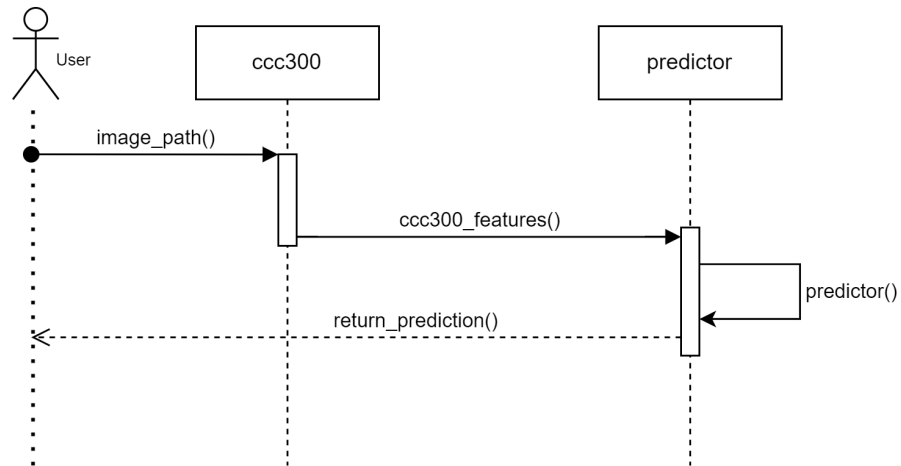 User
ccc300
predictor
image_path()
ccc300_features()
predictor()
return_prediction()